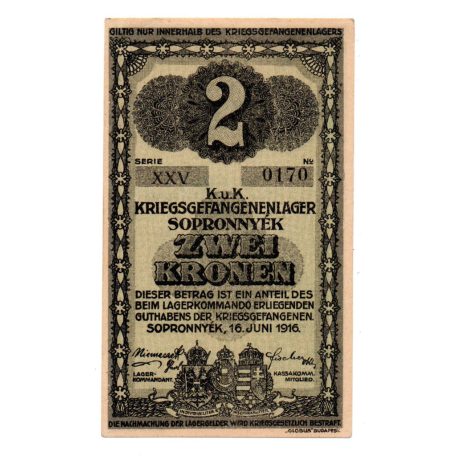 GILTIG NUR INNERHALB DES KRIEGSGEFANGENENLAGERS
2
SERIE No
XXV 0170
K.u.K.
KRIEGSGEFANGENENLAGER
SOPRONNYÉK
ZWEI
KRONEN
DIESER BETRAG IST EIN ANTEIL DES
BEIM LAGERKOMMANDO ERLIEGENDEN
GUTHABENS DER KRIEGSGEFANGENEN.
SOPRONNYÉK, 16. JUNI 1916.
LAGER-
KOMMANDANT.
KASSAKOMM.
MITGLIED.
DIE NACHMACHUNG DER LAGERGELDER WIRD KRIEGSGESETZLICH BESTRAFT.
„GLOBUS" BUDAPEST